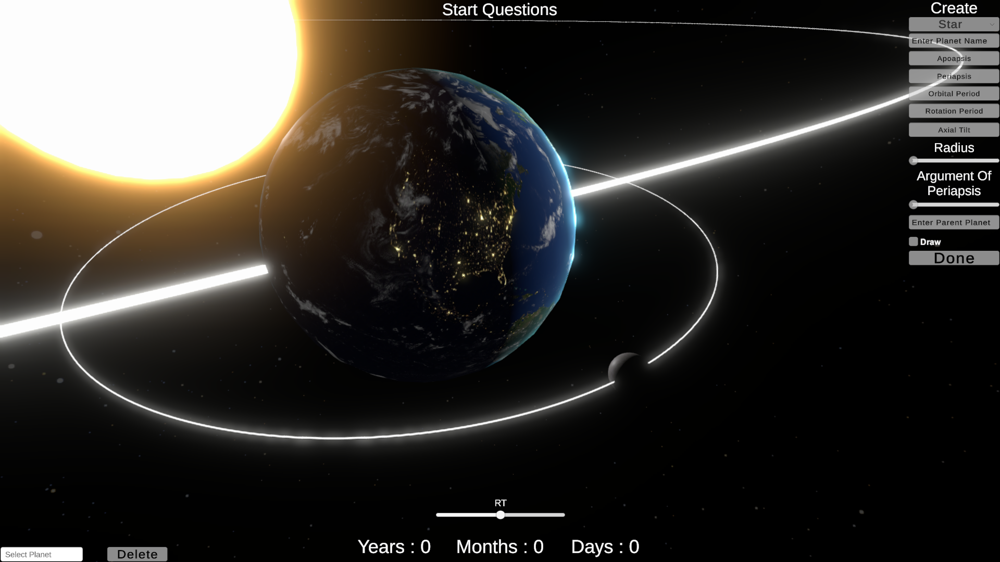 Start Questions
Create
Star
Enter Planet Name
Apoapsis
Periapsis
Orbital Period
Rotation Period
Axial Tilt
Radius
Argument Of
Periapsis
Enter Parent Planet
Draw
Done
RT
Years : 0 Months : 0 Days : 0
Select Planet
Delete